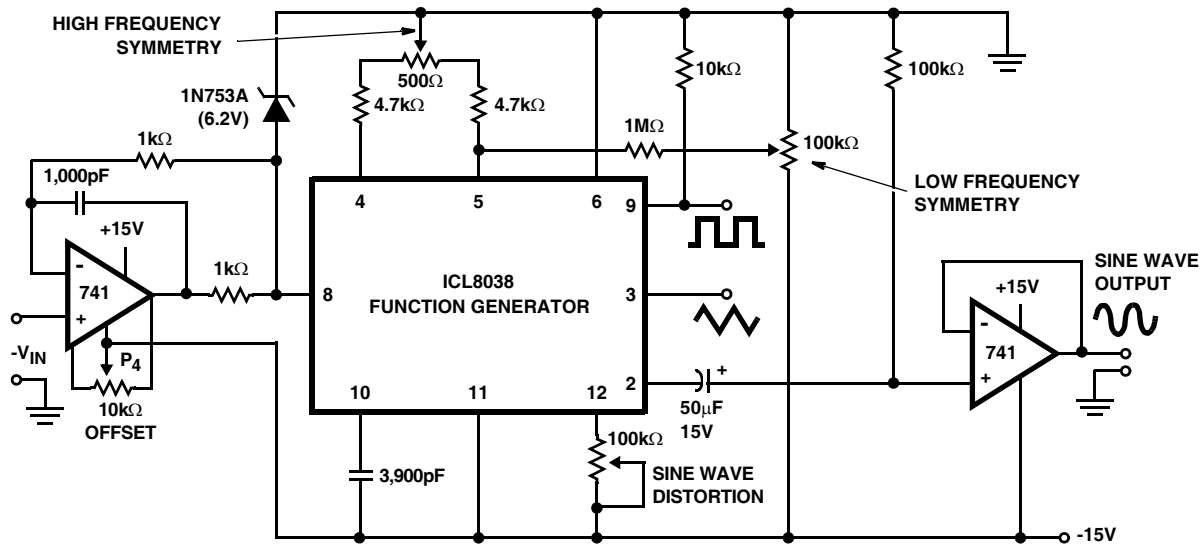 HIGH FREQUENCY
SYMMETRY
500Ω
10kΩ
100kΩ
1N753A
(6.2V)
4.7kΩ
4.7kΩ
1MΩ
100kΩ
1kΩ
1,000pF
LOW FREQUENCY
SYMMETRY
4
5
6
9
+15V
-
741
+
1kΩ
8
ICL8038
FUNCTION GENERATOR
3
SINE WAVE
OUTPUT
+15V
-
741
+
-VIN
P4
10kΩ
OFFSET
10
11
12
2
+
50μF
15V
100kΩ
3,900pF
SINE WAVE
DISTORTION
-15V